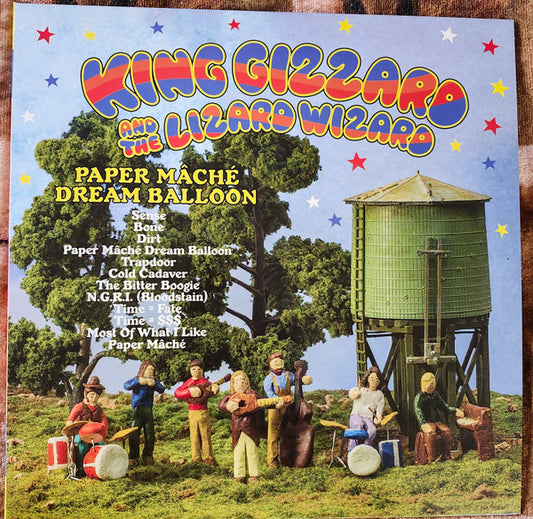 KING GIZZARD
AND THE LIZARD WIZARD
PAPER MÂCHÉ
DREAM BALLOON
Sense
Bone
Dirt
Paper Mâché Dream Balloon
Trapdoor
Cold Cadaver
The Bitter Boogie
N.G.R.I. (Bloodstain)
Time = Fate
Time = $$$
Most Of What I Like
Paper Mâché